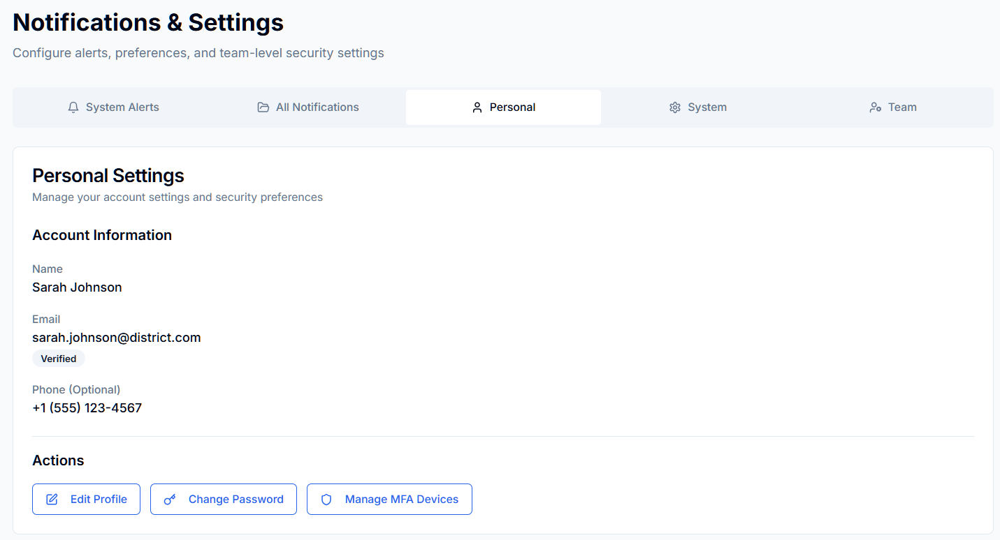 Notifications & Settings
Configure alerts, preferences, and team-level security settings
System Alerts
All Notifications
Personal
System
Team
Personal Settings
Manage your account settings and security preferences
Account Information
Name
Sarah Johnson
Email
sarah.johnson@district.com
Verified
Phone (Optional)
+1 (555) 123-4567
Actions
Edit Profile
Change Password
Manage MFA Devices